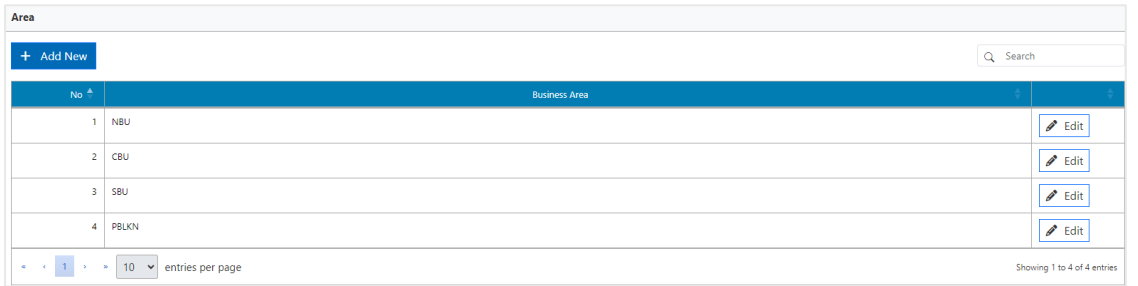 Area
+ Add New
Search
No Business Area
1 NBU Edit
2 CBU Edit
3 SBU Edit
4 PBLKN Edit
« ‹ 1 › » 10 entries per page Showing 1 to 4 of 4 entries